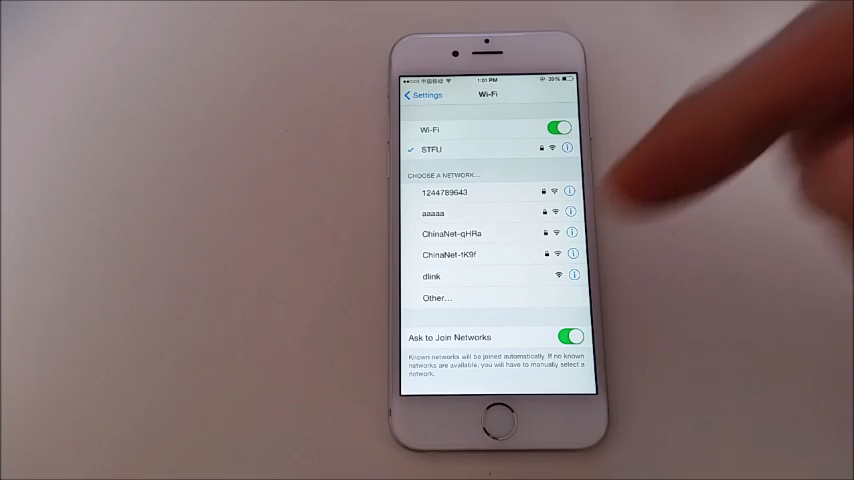 中国移动 1:01 PM 39%
Settings Wi-Fi
Wi-Fi
STFU
CHOOSE A NETWORK...
1244789643
aaaaa
ChinaNet-qHRa
ChinaNet-tK9f
dlink
Other...
Ask to Join Networks
Known networks will be joined automatically. If no known
networks are available, you will have to manually select a
network.